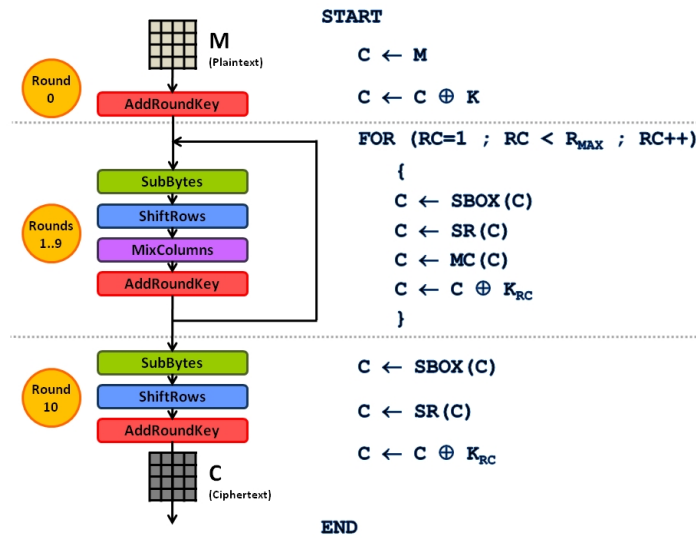 START
M
(Plaintext)
C ← M
Round
0
AddRoundKey
C ← C ⊕ K
FOR (RC=1 ; RC < RMAX ; RC++)
{
SubBytes
C ← SBOX(C)
ShiftRows
C ← SR(C)
Rounds
1..9
MixColumns
C ← MC(C)
AddRoundKey
C ← C ⊕ KRC
}
SubBytes
C ← SBOX(C)
Round
10
ShiftRows
C ← SR(C)
AddRoundKey
C ← C ⊕ KRC
C
(Ciphertext)
END